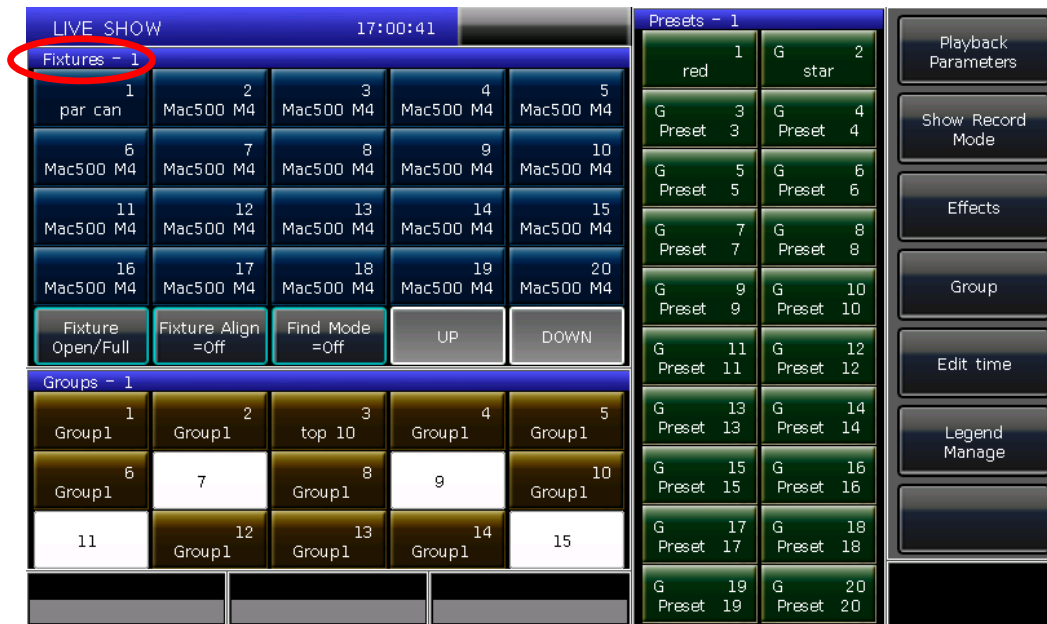 LIVE SHOW 17:00:41
Fixtures - 1
1 par can
2 Mac500 M4
3 Mac500 M4
4 Mac500 M4
5 Mac500 M4
6 Mac500 M4
7 Mac500 M4
8 Mac500 M4
9 Mac500 M4
10 Mac500 M4
11 Mac500 M4
12 Mac500 M4
13 Mac500 M4
14 Mac500 M4
15 Mac500 M4
16 Mac500 M4
17 Mac500 M4
18 Mac500 M4
19 Mac500 M4
20 Mac500 M4
Fixture
Open/Full
Fixture Align
=Off
Find Mode
=Off
UP
DOWN
Groups - 1
1
Group1
2
Group1
3
top 10
4
Group1
5
Group1
6
Group1
7
8
Group1
9
10
Group1
11
12
Group1
13
Group1
14
Group1
15
Presets - 1
1
red
G 2
star
G 3
Preset 3
G 4
Preset 4
G 5
Preset 5
G 6
Preset 6
G 7
Preset 7
G 8
Preset 8
G 9
Preset 9
G 10
Preset 10
G 11
Preset 11
G 12
Preset 12
G 13
Preset 13
G 14
Preset 14
G 15
Preset 15
G 16
Preset 16
G 17
Preset 17
G 18
Preset 18
G 19
Preset 19
G 20
Preset 20
Playback
Parameters
Show Record
Mode
Effects
Group
Edit time
Legend
Manage